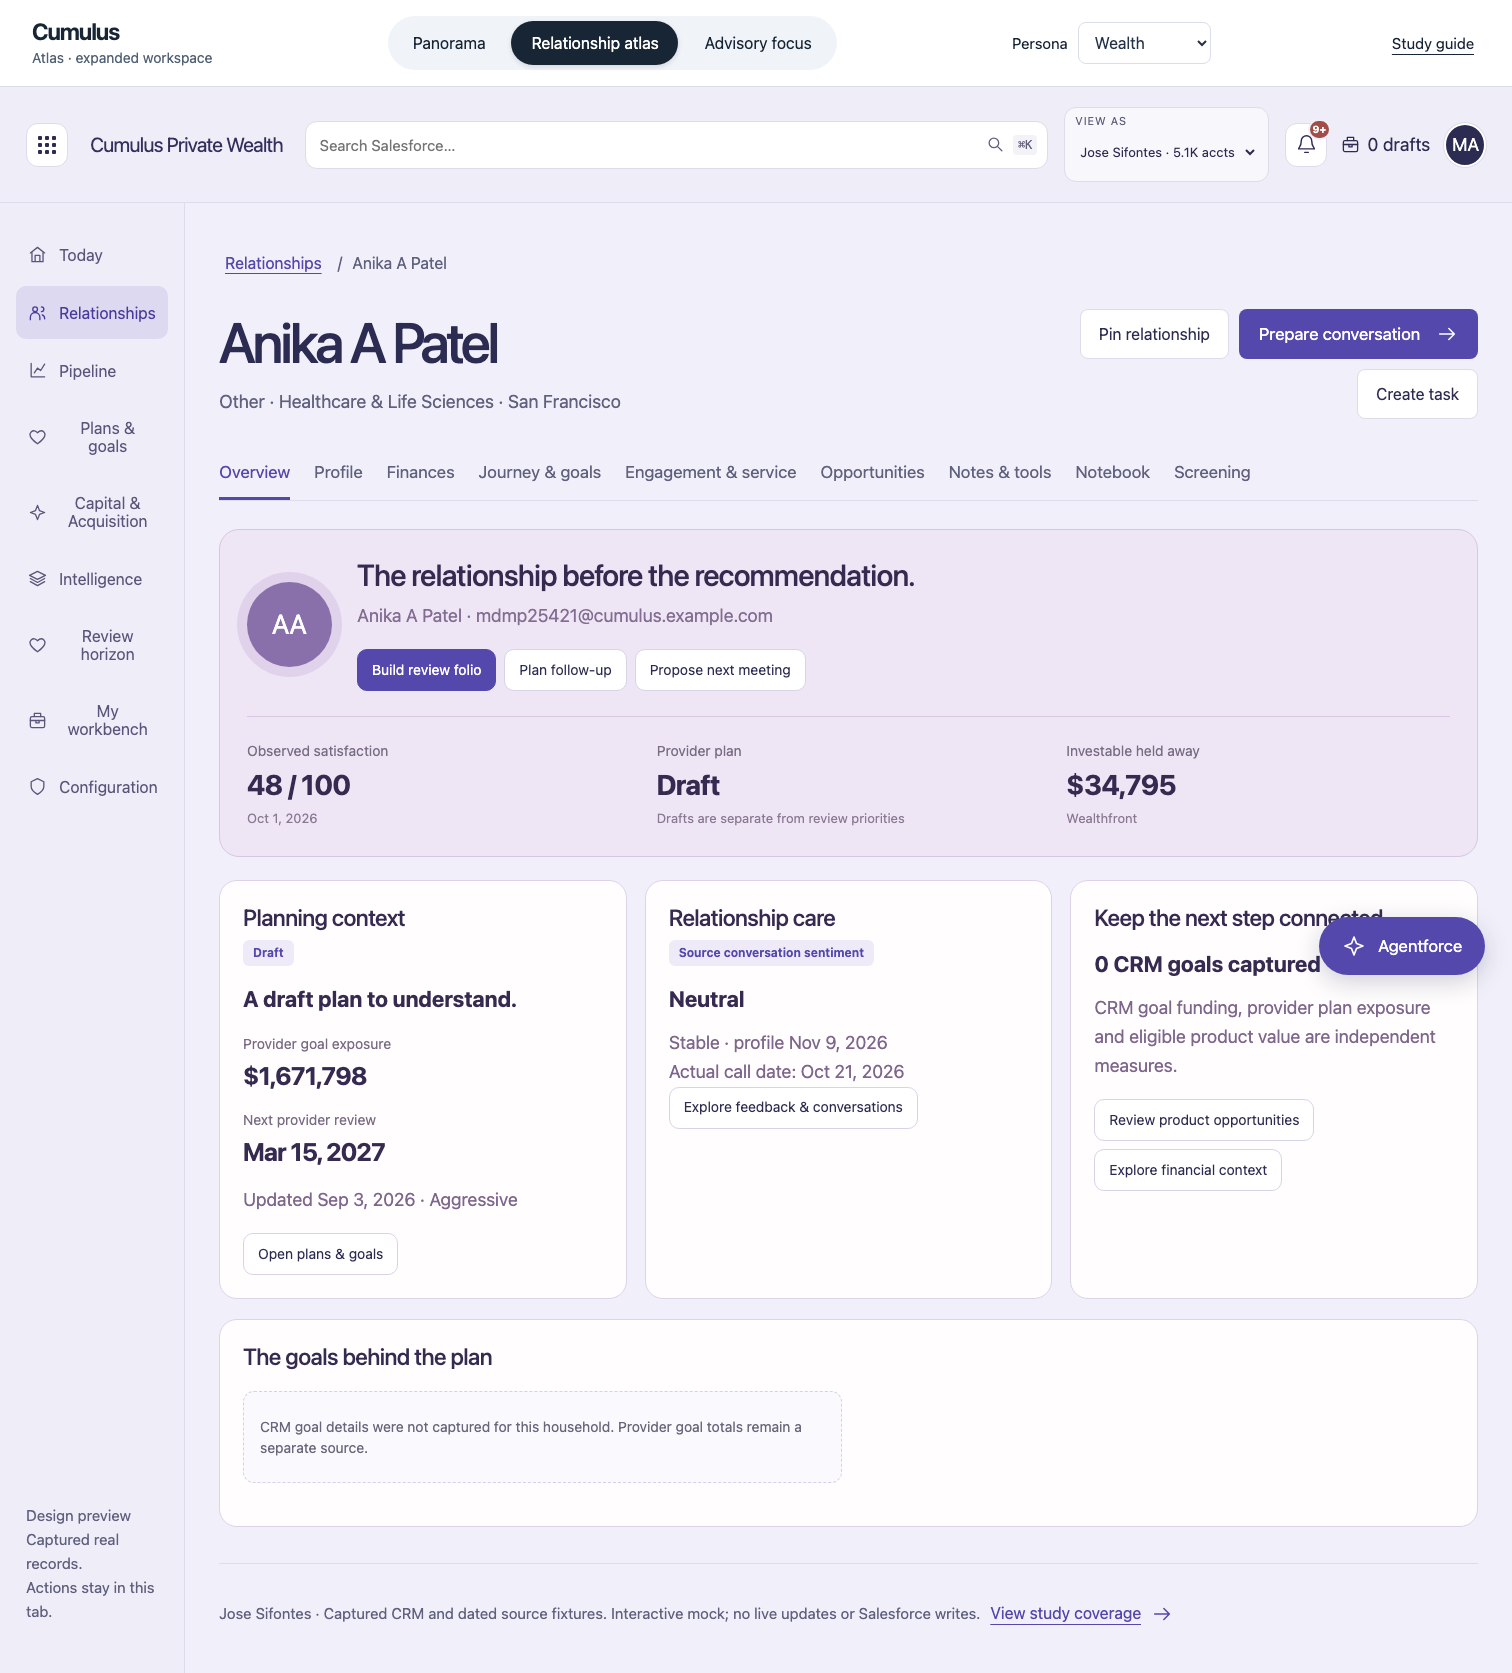 Cumulus
Atlas · expanded workspace
Panorama
Relationship atlas
Advisory focus
Persona
Wealth
Study guide
Cumulus Private Wealth
Search Salesforce...
⌘K
VIEW AS
Jose Sifontes · 5.1K accts
9+
0 drafts
MA
Today
Relationships
Pipeline
Plans &
goals
Capital &
Acquisition
Intelligence
Review
horizon
My
workbench
Configuration
Design preview
Captured real
records.
Actions stay in this
tab.
Relationships / Anika A Patel
Anika A Patel
Other · Healthcare & Life Sciences · San Francisco
Pin relationship
Prepare conversation
Create task
Overview
Profile
Finances
Journey & goals
Engagement & service
Opportunities
Notes & tools
Notebook
Screening
AA
The relationship before the recommendation.
Anika A Patel · mdmp25421@cumulus.example.com
Build review folio
Plan follow-up
Propose next meeting
Observed satisfaction
48 / 100
Oct 1, 2026
Provider plan
Draft
Drafts are separate from review priorities
Investable held away
$34,795
Wealthfront
Planning context
Draft
A draft plan to understand.
Provider goal exposure
$1,671,798
Next provider review
Mar 15, 2027
Updated Sep 3, 2026 · Aggressive
Open plans & goals
Relationship care
Source conversation sentiment
Neutral
Stable · profile Nov 9, 2026
Actual call date: Oct 21, 2026
Explore feedback & conversations
Keep the next step connected
0 CRM goals captured
CRM goal funding, provider plan exposure
and eligible product value are independent
measures.
Review product opportunities
Explore financial context
Agentforce
The goals behind the plan
CRM goal details were not captured for this household. Provider goal totals remain a
separate source.
Jose Sifontes · Captured CRM and dated source fixtures. Interactive mock; no live updates or Salesforce writes.
View study coverage